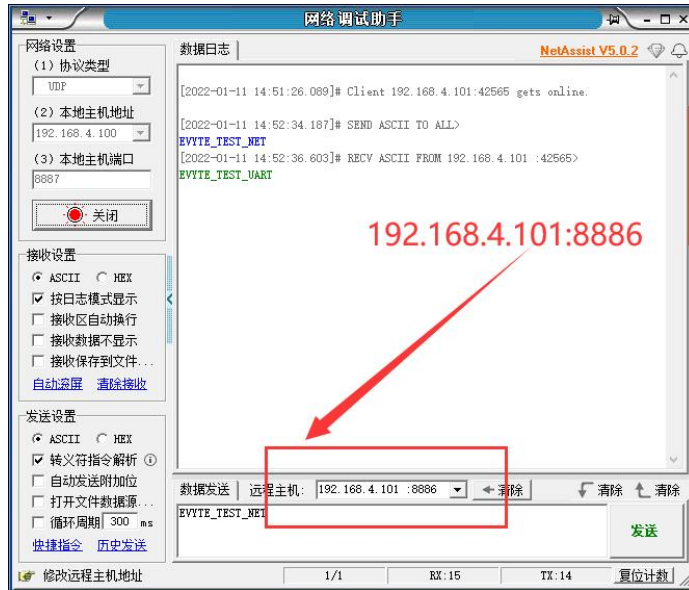 网络调试助手
网络设置
(1) 协议类型
UDP
(2) 本地主机地址
192.168.4.100
(3) 本地主机端口
8887
关闭
接收设置
ASCII HEX
按日志模式显示
接收区自动换行
接收数据不显示
接收保存到文件...
自动滚屏 清除接收
发送设置
ASCII HEX
转义符指令解析
自动发送附加位
打开文件数据源...
循环周期 300 ms
快捷指令 历史发送
数据日志 NetAssist V5.0.2
[2022-01-11 14:51:26.089]# Client 192.168.4.101:42565 gets online.
[2022-01-11 14:52:34.187]# SEND ASCII TO ALL>
EVYTE_TEST_NET
[2022-01-11 14:52:36.603]# RECV ASCII FROM 192.168.4.101 :42565>
EVYTE_TEST_UART
192.168.4.101:8886
数据发送 远程主机: 192.168.4.101 :8886 清除 清除 清除
EVYTE_TEST_NET
发送
修改远程主机地址 1/1 RX:15 TX:14 复位计数